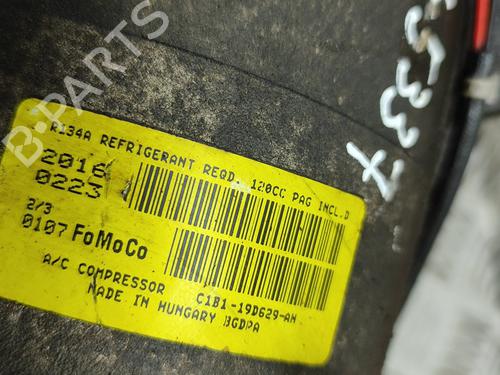 B-PARTS
5337
R134A REFRIGERANT REQD. 120CC PAG INCL.D
2016
0223
2/3
0107 FoMoCo
A/C COMPRESSOR C1B1-19D629-AN
MADE IN HUNGARY BGDPA